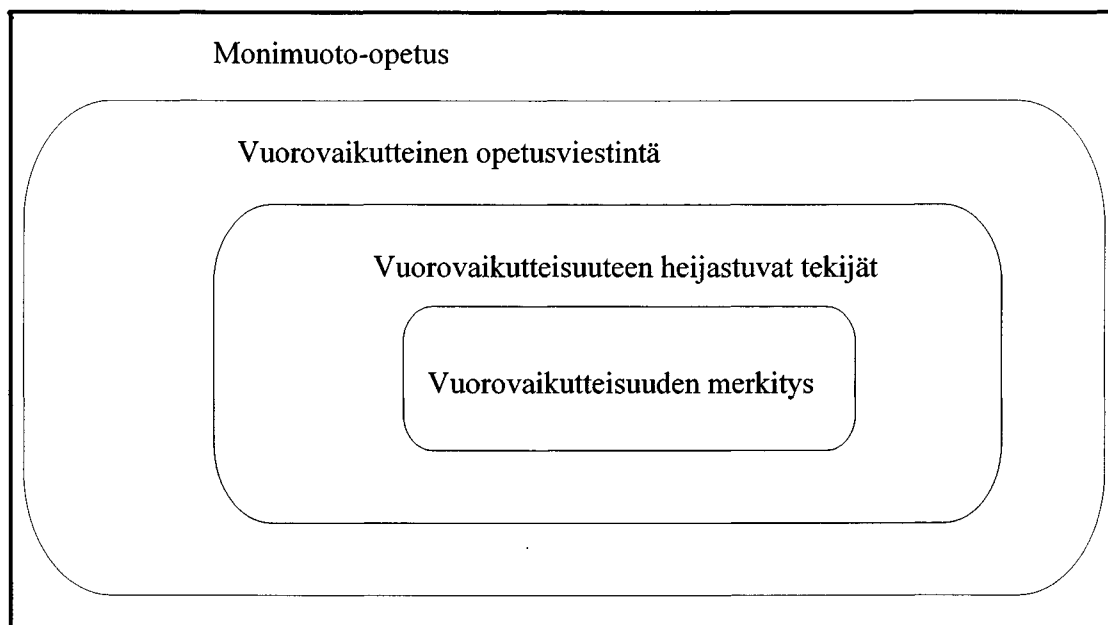 Monimuoto-opetus
Vuorovaikutteinen opetusviestintä
Vuorovaikutteisuuteen heijastuvat tekijät
Vuorovaikutteisuuden merkitys